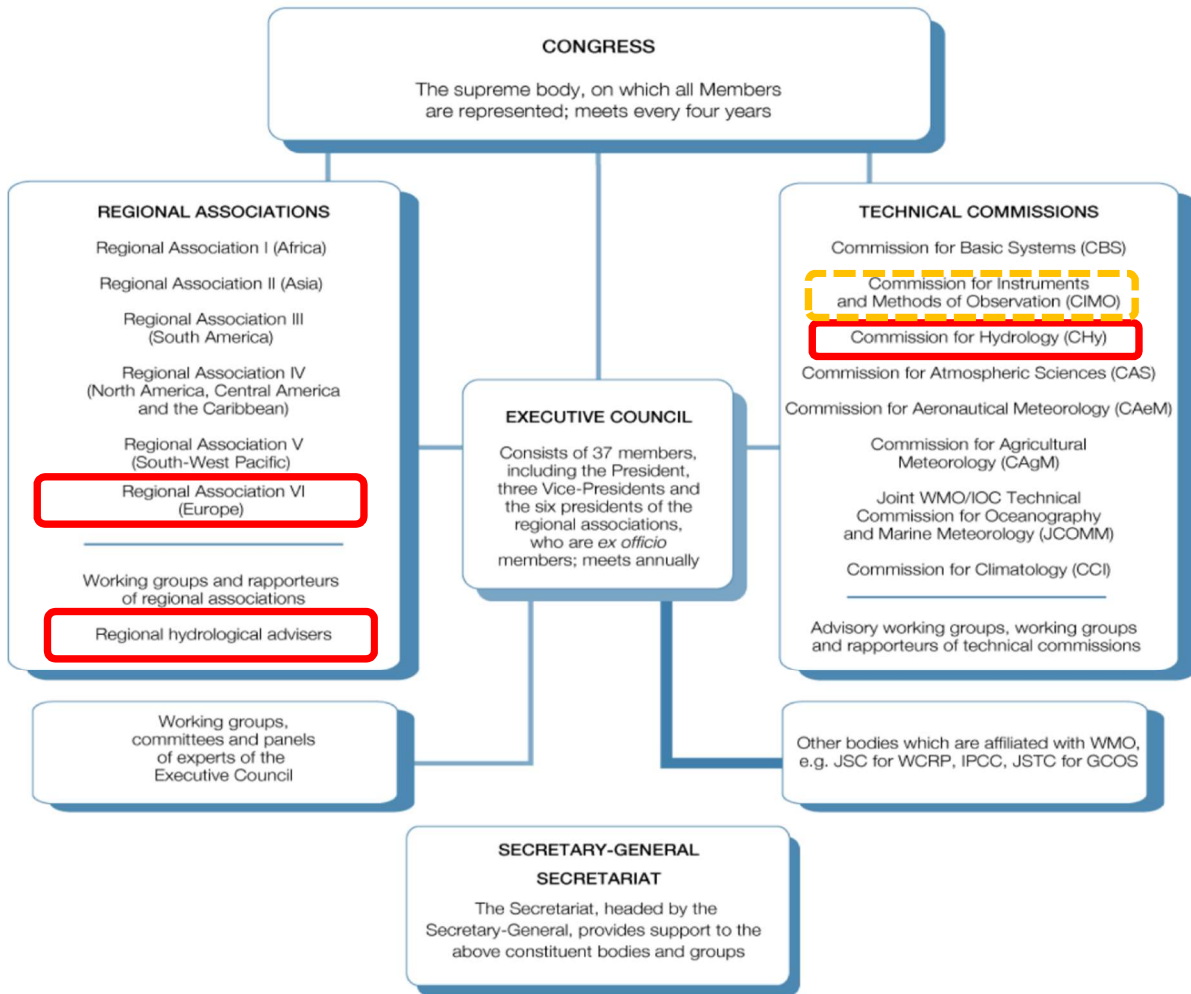 CONGRESS
The supreme body, on which all Members
are represented; meets every four years
REGIONAL ASSOCIATIONS
Regional Association I (Africa)
Regional Association II (Asia)
Regional Association III
(South America)
Regional Association IV
(North America, Central America
and the Caribbean)
Regional Association V
(South-West Pacific)
Regional Association VI
(Europe)
Working groups and rapporteurs
of regional associations
Regional hydrological advisers
EXECUTIVE COUNCIL
Consists of 37 members,
including the President,
three Vice-Presidents and
the six presidents of the
regional associations,
who are ex officio
members; meets annually
TECHNICAL COMMISSIONS
Commission for Basic Systems (CBS)
Commission for Instruments
and Methods of Observation (CIMO)
Commission for Hydrology (CHy)
Commission for Atmospheric Sciences (CAS)
Commission for Aeronautical Meteorology (CAeM)
Commission for Agricultural
Meteorology (CAgM)
Joint WMO/IOC Technical
Commission for Oceanography
and Marine Meteorology (JCOMM)
Commission for Climatology (CCl)
Advisory working groups, working groups
and rapporteurs of technical commissions
Working groups,
committees and panels
of experts of the
Executive Council
Other bodies which are affiliated with WMO,
e.g. JSC for WCRP, IPCC, JSTC for GCOS
SECRETARY-GENERAL
SECRETARIAT
The Secretariat, headed by the
Secretary-General, provides support to the
above constituent bodies and groups